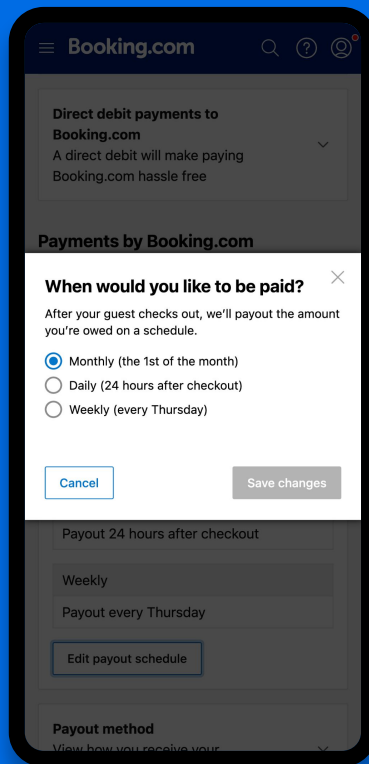 Booking.com
Direct debit payments to
Booking.com
A direct debit will make paying
Booking.com hassle free
Payments by Booking.com
When would you like to be paid?
After your guest checks out, we’ll payout the amount
you’re owed on a schedule.
Monthly (the 1st of the month)
Daily (24 hours after checkout)
Weekly (every Thursday)
Cancel
Save changes
Payout 24 hours after checkout
Weekly
Payout every Thursday
Edit payout schedule
Payout method
View how you receive your